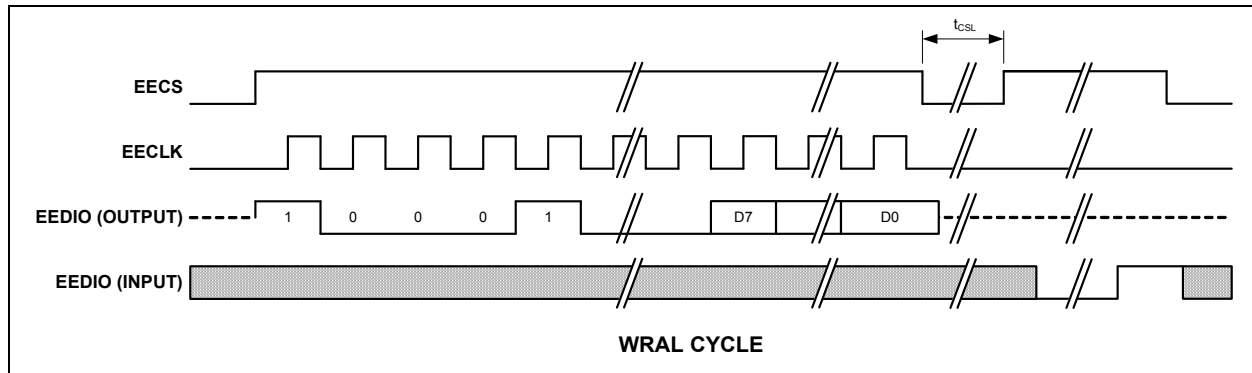 tCSL
EECS
EECLK
EEDIO (OUTPUT) 1 0 0 0 1 D7 D0
EEDIO (INPUT)
WRAL CYCLE